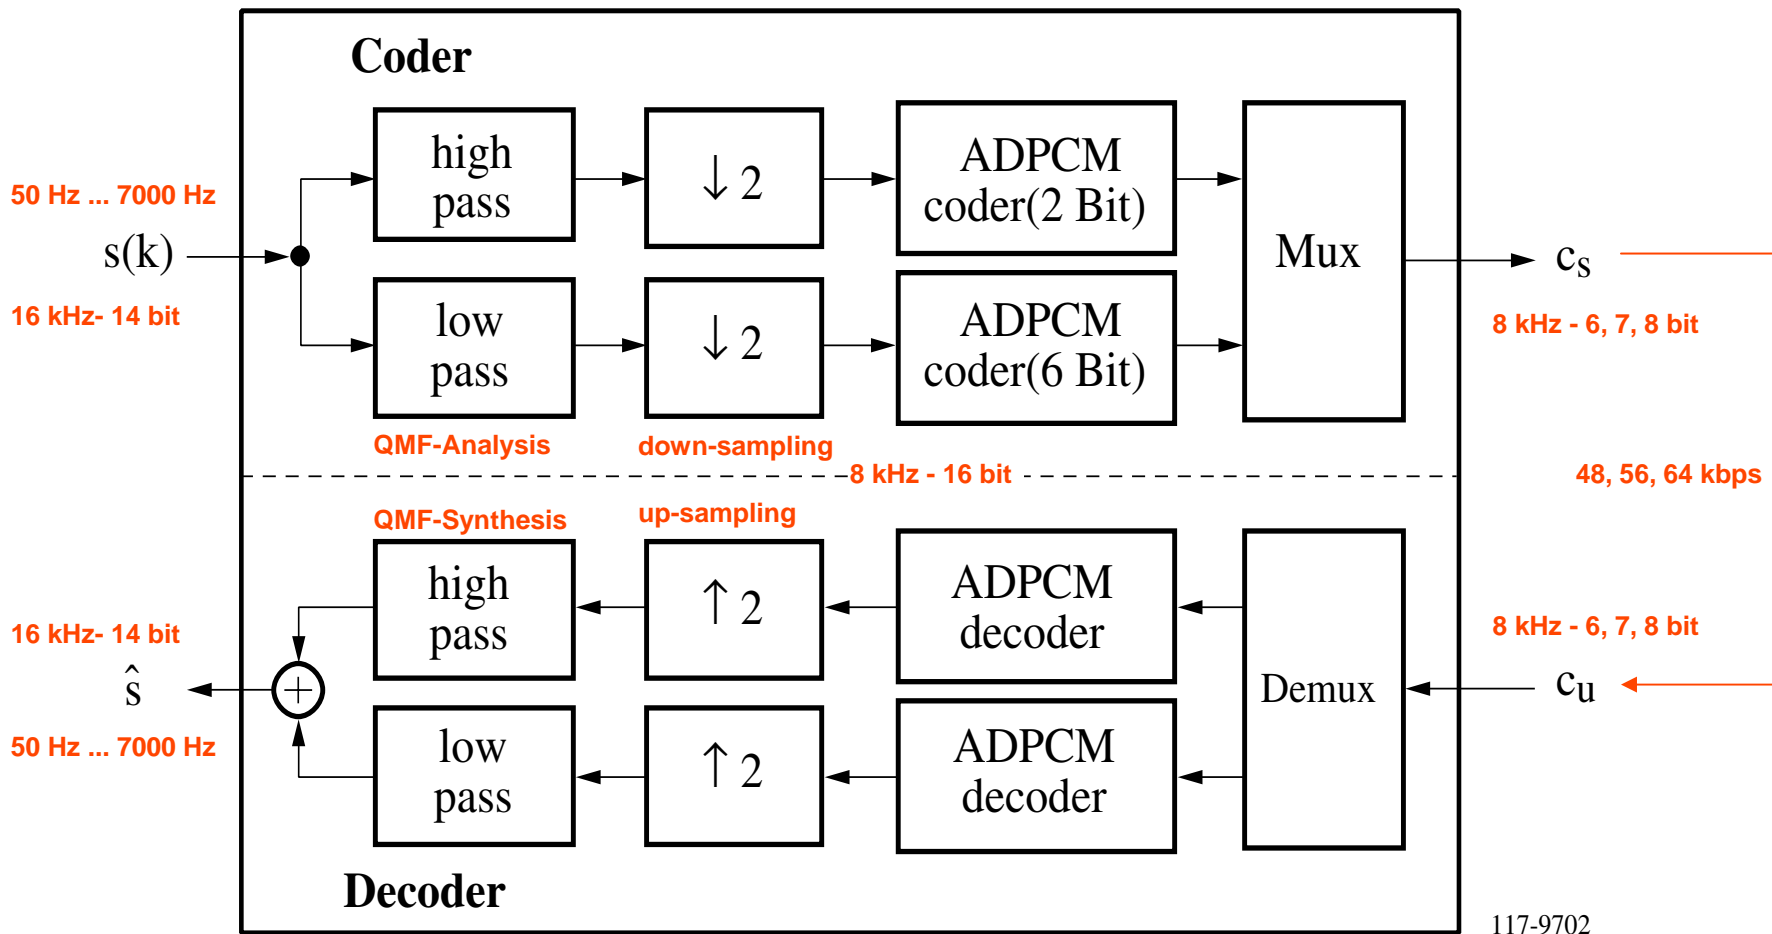 Coder
high
pass
↓ 2
ADPCM
coder(2 Bit)
50 Hz ... 7000 Hz
s(k)
16 kHz- 14 bit
Mux
c_s
8 kHz - 6, 7, 8 bit
low
pass
↓ 2
ADPCM
coder(6 Bit)
QMF-Analysis
down-sampling
8 kHz - 16 bit
48, 56, 64 kbps
QMF-Synthesis
up-sampling
high
pass
↑ 2
ADPCM
decoder
16 kHz- 14 bit
ŝ
50 Hz ... 7000 Hz
+
Demux
8 kHz - 6, 7, 8 bit
c_u
low
pass
↑ 2
ADPCM
decoder
Decoder
117-9702